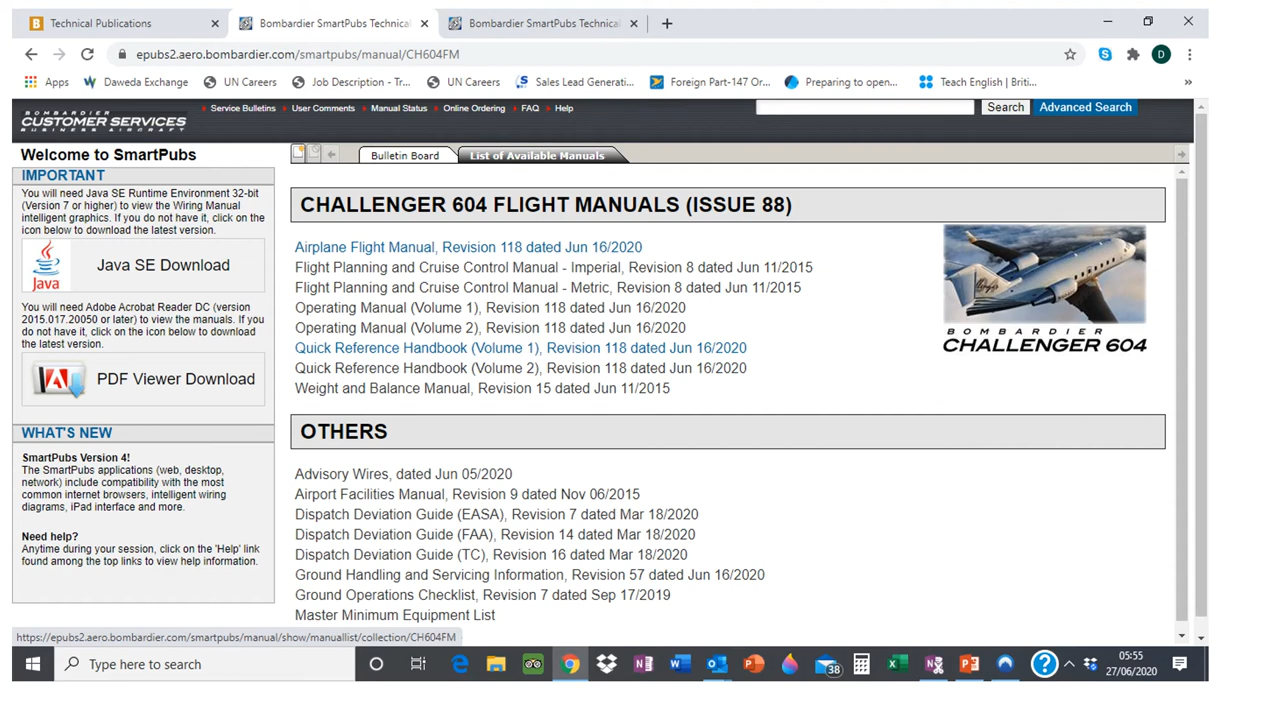 Technical Publications
Bombardier SmartPubs Technical
Bombardier SmartPubs Technical
epubs2.aero.bombardier.com/smartpubs/manual/CH604FM
D
Apps
Daweda Exchange
UN Careers
Job Description - Tr...
UN Careers
Sales Lead Generati...
Foreign Part-147 Or...
Preparing to open...
Teach English | Briti...
»
BOMBARDIER
CUSTOMER SERVICES
BUSINESS AIRCRAFT
Service Bulletins
User Comments
Manual Status
Online Ordering
FAQ
Help
Search
Advanced Search
Welcome to SmartPubs
IMPORTANT
You will need Java SE Runtime Environment 32-bit
(Version 7 or higher) to view the Wiring Manual
intelligent graphics. If you do not have it, click on the
icon below to download the latest version.
Java
Java SE Download
You will need Adobe Acrobat Reader DC (version
2015.017.20050 or later) to view the manuals. If you
do not have it, click on the icon below to download
the latest version.
PDF Viewer Download
WHAT'S NEW
SmartPubs Version 4!
The SmartPubs applications (web, desktop,
network) include compatibility with the most
common internet browsers, intelligent wiring
diagrams, iPad interface and more.
Need help?
Anytime during your session, click on the 'Help' link
found among the top links to view help information.
Bulletin Board
List of Available Manuals
CHALLENGER 604 FLIGHT MANUALS (ISSUE 88)
Airplane Flight Manual, Revision 118 dated Jun 16/2020
Flight Planning and Cruise Control Manual - Imperial, Revision 8 dated Jun 11/2015
Flight Planning and Cruise Control Manual - Metric, Revision 8 dated Jun 11/2015
Operating Manual (Volume 1), Revision 118 dated Jun 16/2020
Operating Manual (Volume 2), Revision 118 dated Jun 16/2020
Quick Reference Handbook (Volume 1), Revision 118 dated Jun 16/2020
Quick Reference Handbook (Volume 2), Revision 118 dated Jun 16/2020
Weight and Balance Manual, Revision 15 dated Jun 11/2015
BOMBARDIER
CHALLENGER 604
OTHERS
Advisory Wires, dated Jun 05/2020
Airport Facilities Manual, Revision 9 dated Nov 06/2015
Dispatch Deviation Guide (EASA), Revision 7 dated Mar 18/2020
Dispatch Deviation Guide (FAA), Revision 14 dated Mar 18/2020
Dispatch Deviation Guide (TC), Revision 16 dated Mar 18/2020
Ground Handling and Servicing Information, Revision 57 dated Jun 16/2020
Ground Operations Checklist, Revision 7 dated Sep 17/2019
Master Minimum Equipment List
https://epubs2.aero.bombardier.com/smartpubs/manual/show/manuallist/collection/CH604FM
Type here to search
38
05:55
27/06/2020